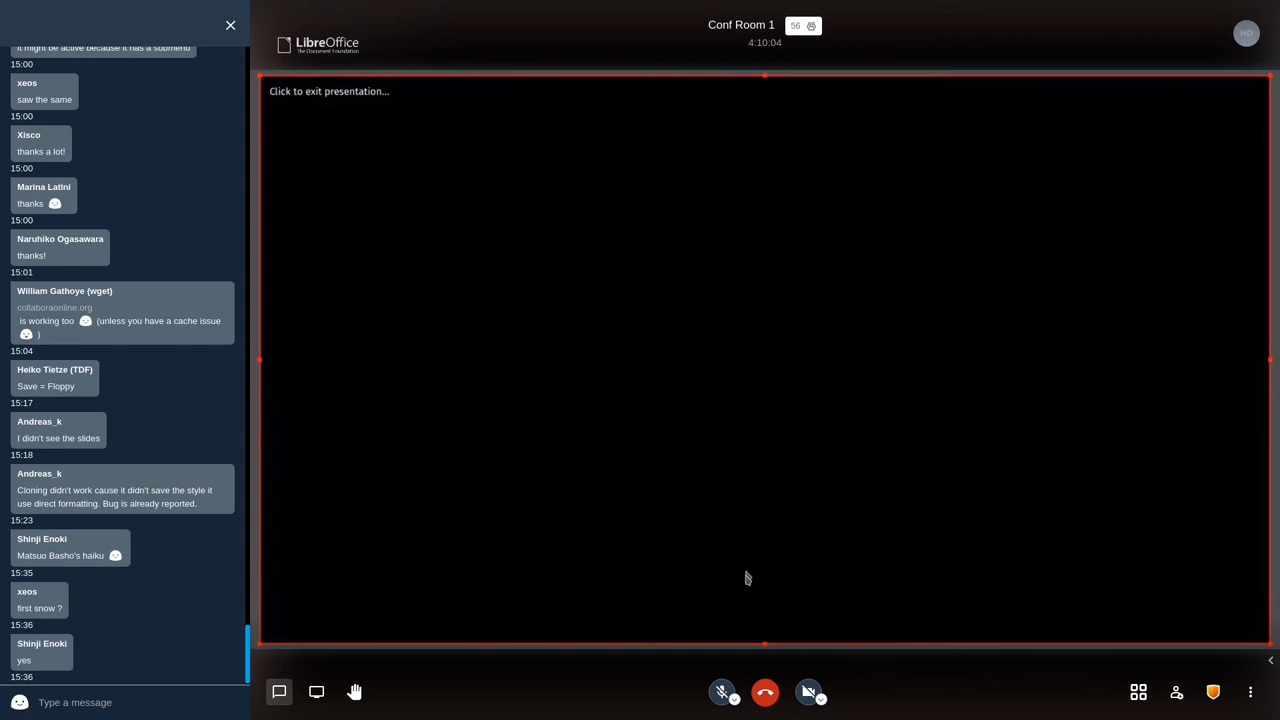 it might be active because it has a submenu
15:00
xeos
saw the same
15:00
Xisco
thanks a lot!
15:00
Marina Latini
thanks
15:00
Naruhiko Ogasawara
thanks!
15:01
William Gathoye (wget)
collaboraonline.org
is working too (unless you have a cache issue
)
15:04
Heiko Tietze (TDF)
Save = Floppy
15:17
Andreas_k
I didn't see the slides
15:18
Andreas_k
Cloning didn't work cause it didn't save the style it
use direct formatting. Bug is already reported.
15:23
Shinji Enoki
Matsuo Basho's haiku
15:35
xeos
first snow ?
15:36
Shinji Enoki
yes
15:36
Type a message
LibreOffice
The Document Foundation
Conf Room 1
56
4:10:04
HD
Click to exit presentation...